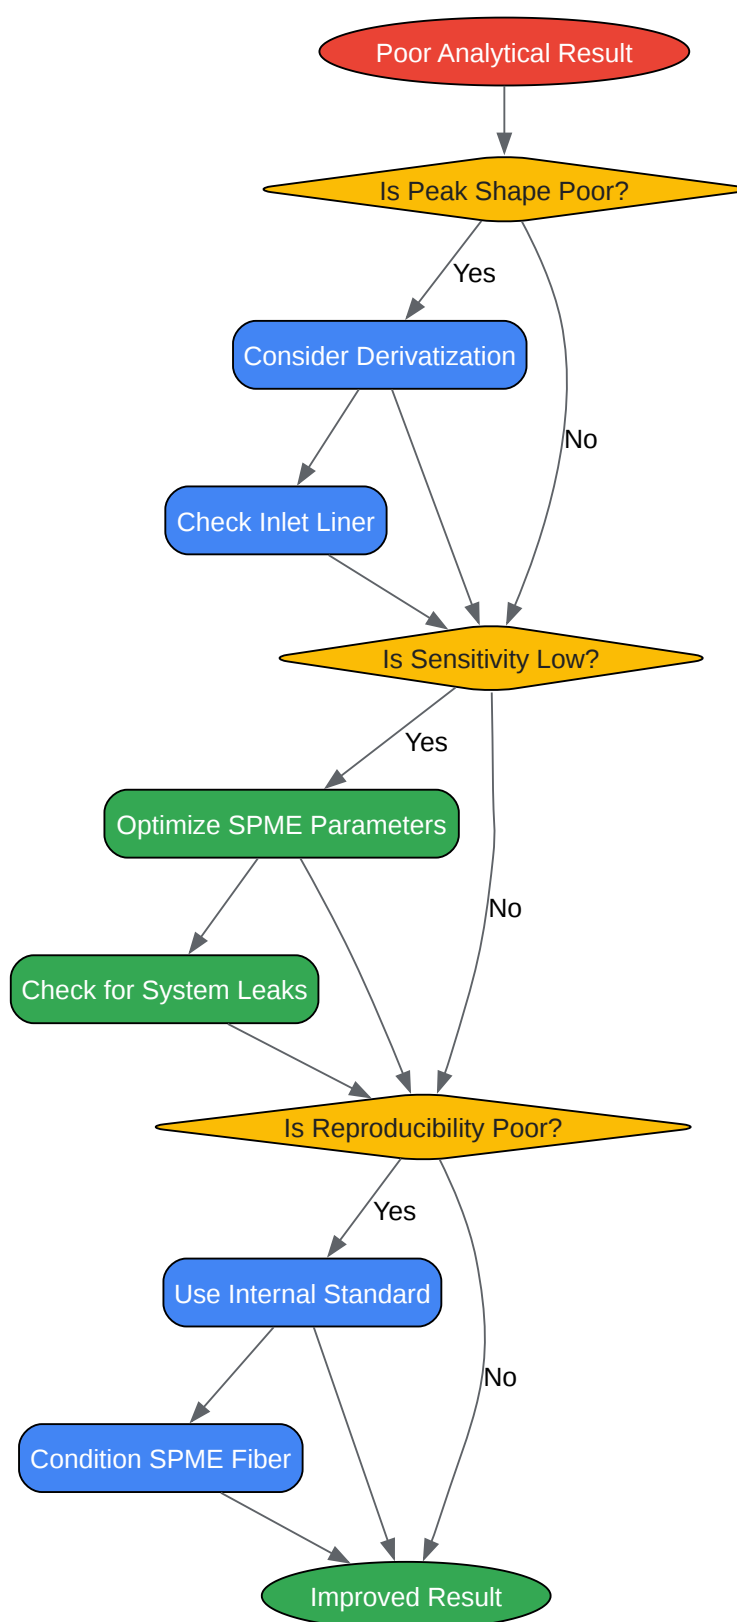 Poor Analytical Result
Is Peak Shape Poor?
Yes
Consider Derivatization
No
Check Inlet Liner
Is Sensitivity Low?
Yes
Optimize SPME Parameters
No
Check for System Leaks
Is Reproducibility Poor?
Yes
Use Internal Standard
No
Condition SPME Fiber
Improved Result